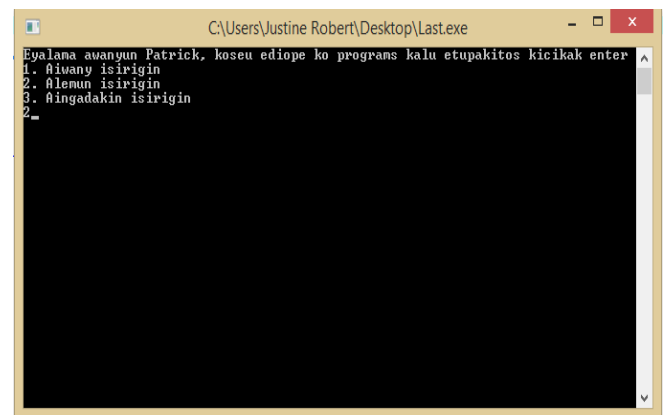 C:\Users\Justine Robert\Desktop\Last.exe
Eyalama awanyun Patrick, koseu ediope ko programs kalu etupakitos kicikak enter
1. Aiwany isirigin
2. Alemun isirigin
3. Aingadakin isirigin
2_